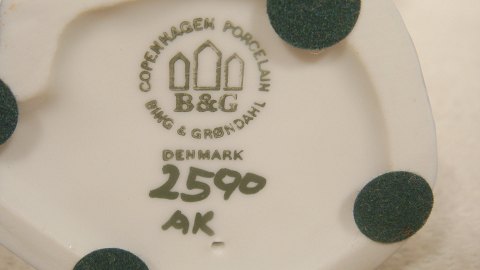 COPENHAGEN PORCELAIN
B&G
BING & GRØNDAHL
DENMARK
2590
AK